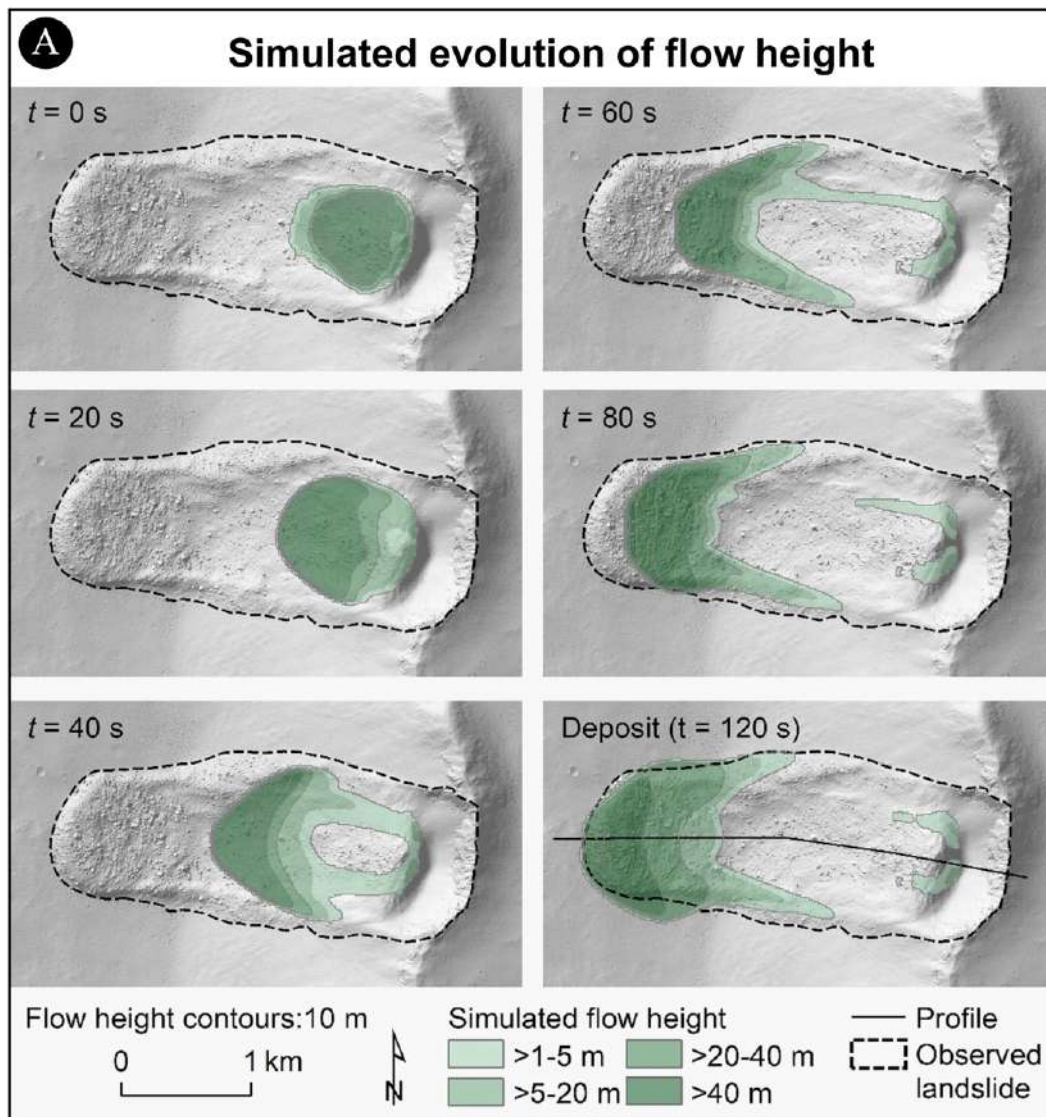 A
Simulated evolution of flow height
t = 0 s
t = 60 s
t = 20 s
t = 80 s
t = 40 s
Deposit (t = 120 s)
Flow height contours:10 m
0 1 km
N
Simulated flow height
>1-5 m
>20-40 m
>5-20 m
>40 m
Profile
Observed
landslide